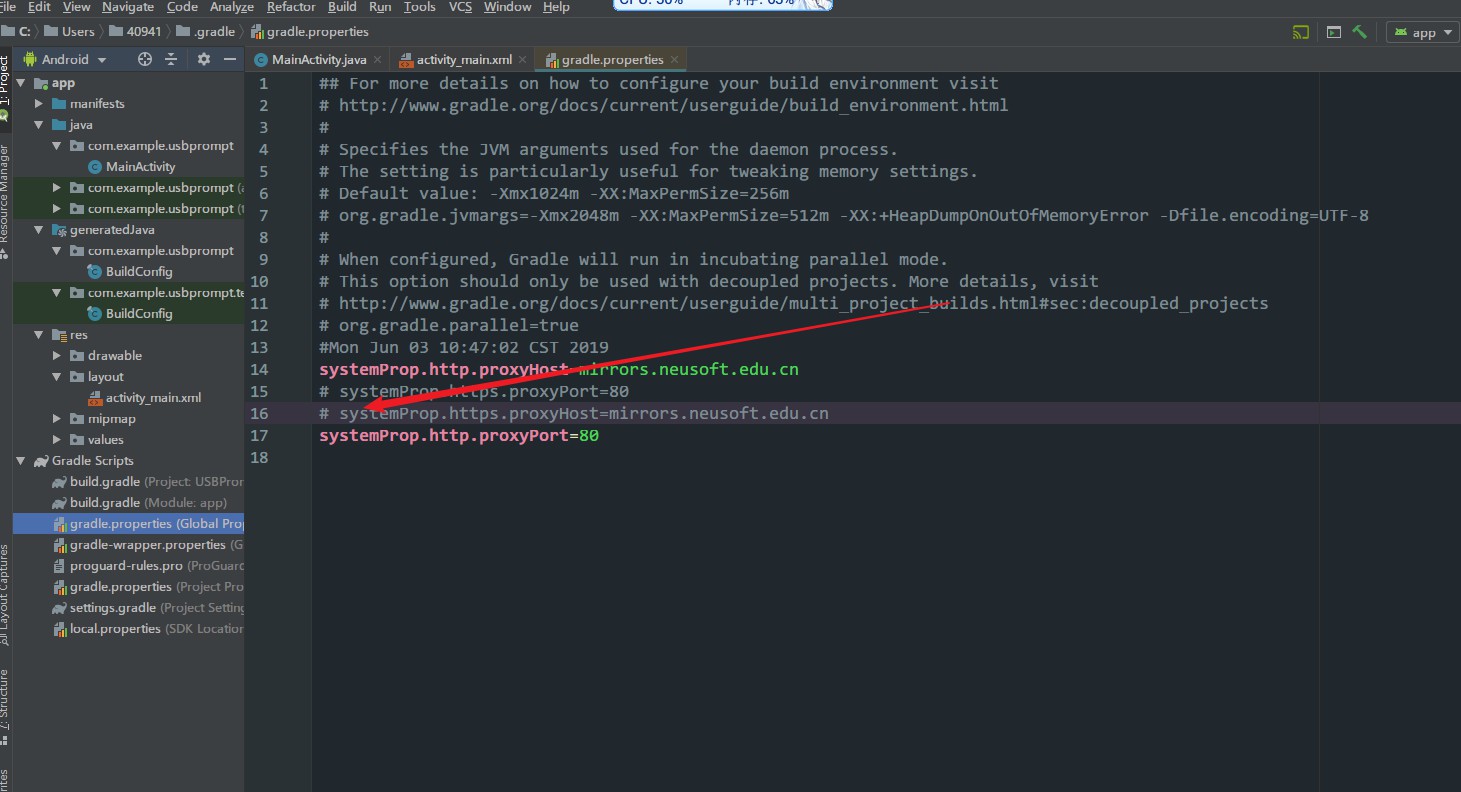 File Edit View Navigate Code Analyze Refactor Build Run Tools VCS Window Help
CPU: 50% 内存: 63%
C: Users 40941 .gradle gradle.properties
app
Android
MainActivity.java activity_main.xml gradle.properties
1: Project
Resource Manager
Layout Captures
7: Structure
app
manifests
java
com.example.usbprompt
MainActivity
com.example.usbprompt
com.example.usbprompt
generatedJava
com.example.usbprompt
BuildConfig
com.example.usbprompt.te
BuildConfig
res
drawable
layout
activity_main.xml
mipmap
values
Gradle Scripts
build.gradle (Project: USBPror
build.gradle (Module: app)
gradle.properties (Global Pro
gradle-wrapper.properties (G
proguard-rules.pro (ProGuar
gradle.properties (Project Pro
settings.gradle (Project Setting
local.properties (SDK Location
1 ## For more details on how to configure your build environment visit
2 # http://www.gradle.org/docs/current/userguide/build_environment.html
3 #
4 # Specifies the JVM arguments used for the daemon process.
5 # The setting is particularly useful for tweaking memory settings.
6 # Default value: -Xmx1024m -XX:MaxPermSize=256m
7 # org.gradle.jvmargs=-Xmx2048m -XX:MaxPermSize=512m -XX:+HeapDumpOnOutOfMemoryError -Dfile.encoding=UTF-8
8 #
9 # When configured, Gradle will run in incubating parallel mode.
10 # This option should only be used with decoupled projects. More details, visit
11 # http://www.gradle.org/docs/current/userguide/multi_project_builds.html#sec:decoupled_projects
12 # org.gradle.parallel=true
13 #Mon Jun 03 10:47:02 CST 2019
14 systemProp.http.proxyHost=mirrors.neusoft.edu.cn
15 # systemProp.https.proxyPort=80
16 # systemProp.https.proxyHost=mirrors.neusoft.edu.cn
17 systemProp.http.proxyPort=80
18